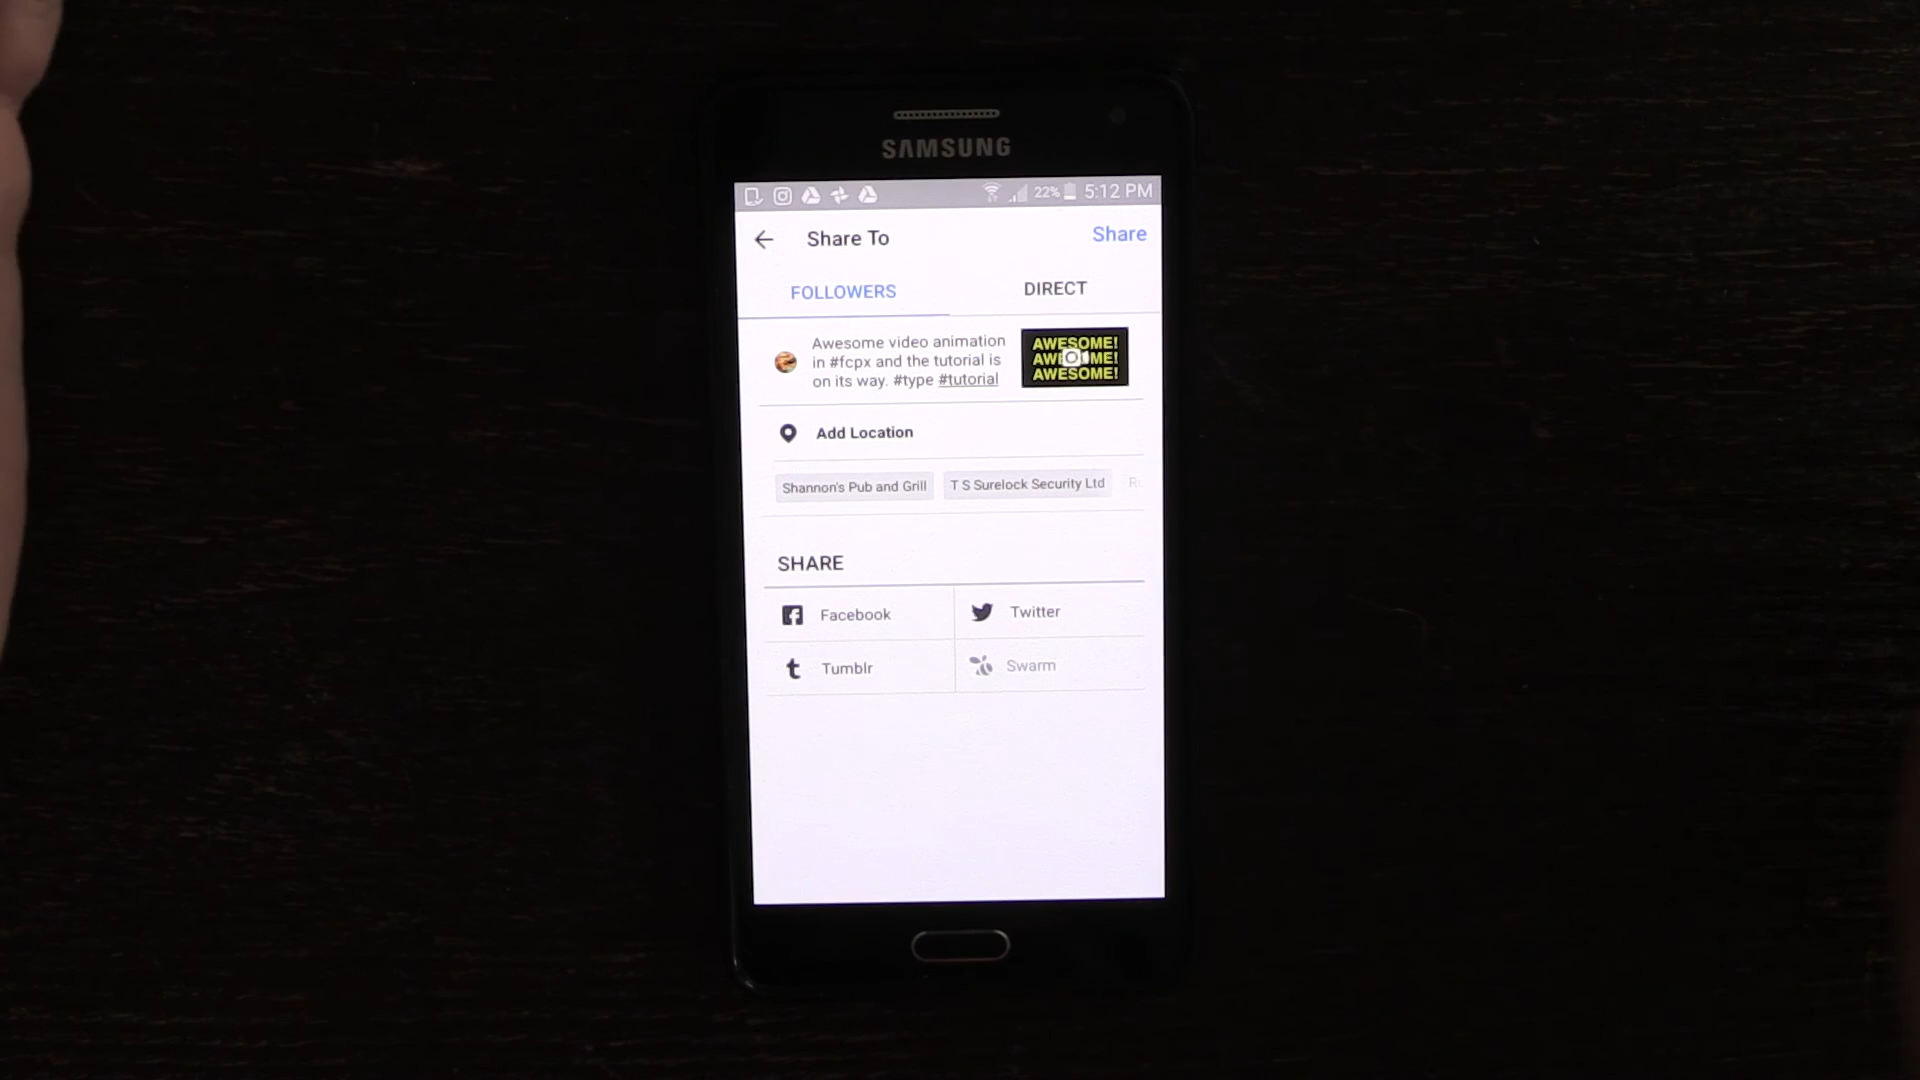 SAMSUNG
22% 5:12 PM
Share To
Share
FOLLOWERS
DIRECT
Awesome video animation
in #fcpx and the tutorial is
on its way. #type #tutorial
AWESOME!
AWESOME!
AWESOME!
Add Location
Shannon's Pub and Grill
T S Surelock Security Ltd
SHARE
Facebook
Twitter
Tumblr
Swarm